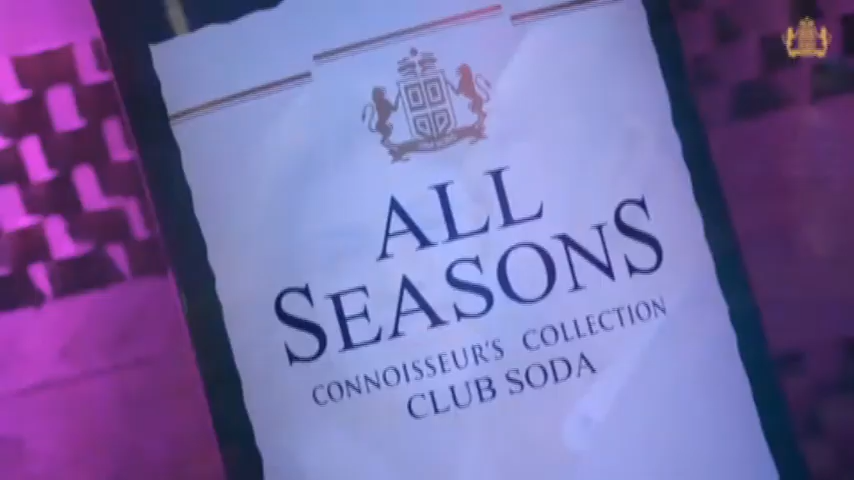 ALL
SEASONS
CONNOISSEUR'S COLLECTION
CLUB SODA